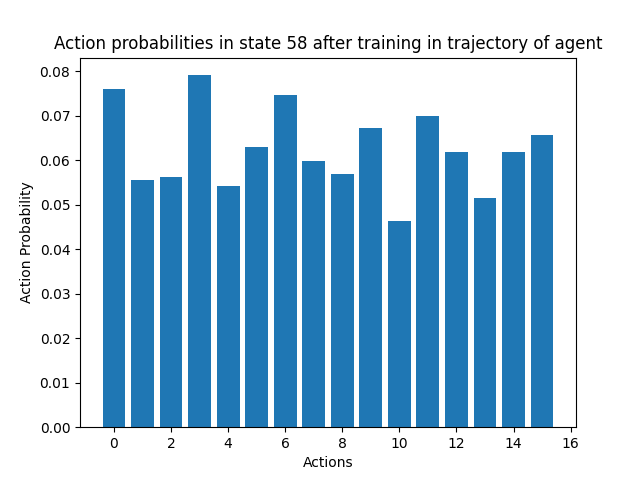 Action probabilities in state 58 after training in trajectory of agent
0.08
0.07
0.06
0.05
0.04
0.03
0.02
0.01
0.00
Action Probability
0 2 4 6 8 10 12 14 16
Actions